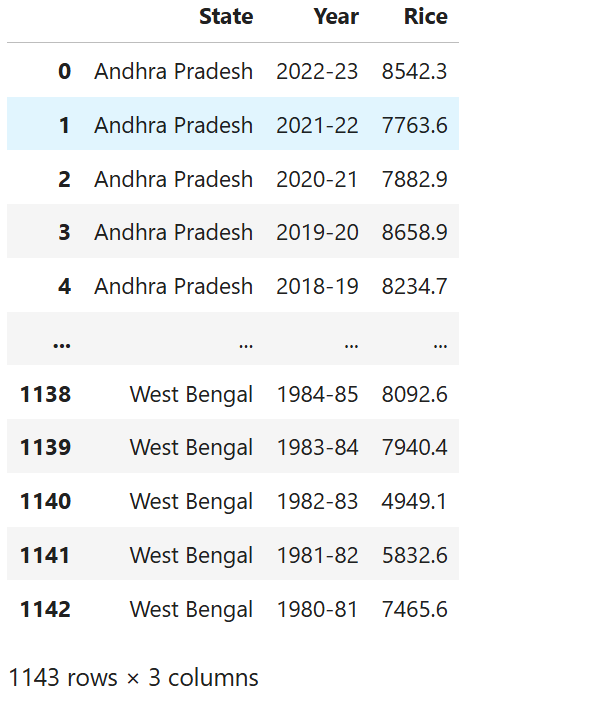 State Year Rice
0 Andhra Pradesh 2022-23 8542.3
1 Andhra Pradesh 2021-22 7763.6
2 Andhra Pradesh 2020-21 7882.9
3 Andhra Pradesh 2019-20 8658.9
4 Andhra Pradesh 2018-19 8234.7
... ... ... ...
1138 West Bengal 1984-85 8092.6
1139 West Bengal 1983-84 7940.4
1140 West Bengal 1982-83 4949.1
1141 West Bengal 1981-82 5832.6
1142 West Bengal 1980-81 7465.6
1143 rows × 3 columns